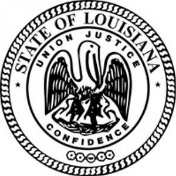 STATE OF LOUISIANA
UNION JUSTICE
CONFIDENCE